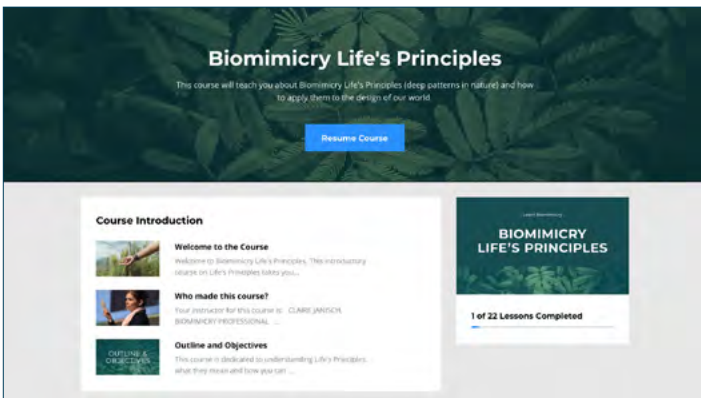 Biomimicry Life's Principles
This course will teach you about Biomimicry Life's Principles (deep patterns in nature) and how
to apply them to the design of our world
Resume Course
Course Introduction
Welcome to the Course
Welcome to Biomimicry Life's Principles. This introductory
course on Life's Principles takes you...
Who made this course?
Your instructor for this course is: CLAIRE JANISCH,
BIOMIMICRY PROFESSIONAL ...
OUTLINE &
OBJECTIVES
Outline and Objectives
This course is dedicated to understanding Life's Principles
what they mean and how you can ...
Learn Biomimicry
BIOMIMICRY
LIFE'S PRINCIPLES
1 of 22 Lessons Completed